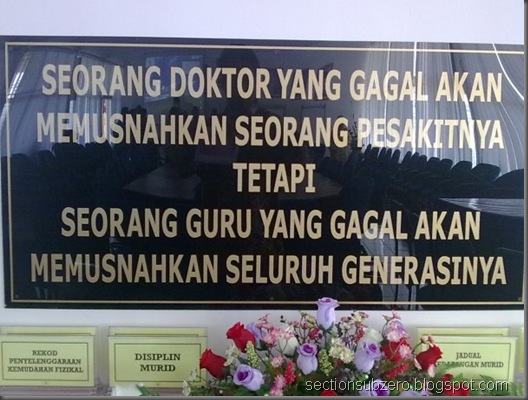 SEORANG DOKTOR YANG GAGAL AKAN
MEMUSNAHKAN SEORANG PESAKITNYA
TETAPI
SEORANG GURU YANG GAGAL AKAN
MEMUSNAHKAN SELURUH GENERASINYA
REKOD
PENYELENGGARAAN
KEMUDAHAN FIZIKAL
DISIPLIN
MURID
JADUAL
MURID
sectionsubzero.blogspot.com